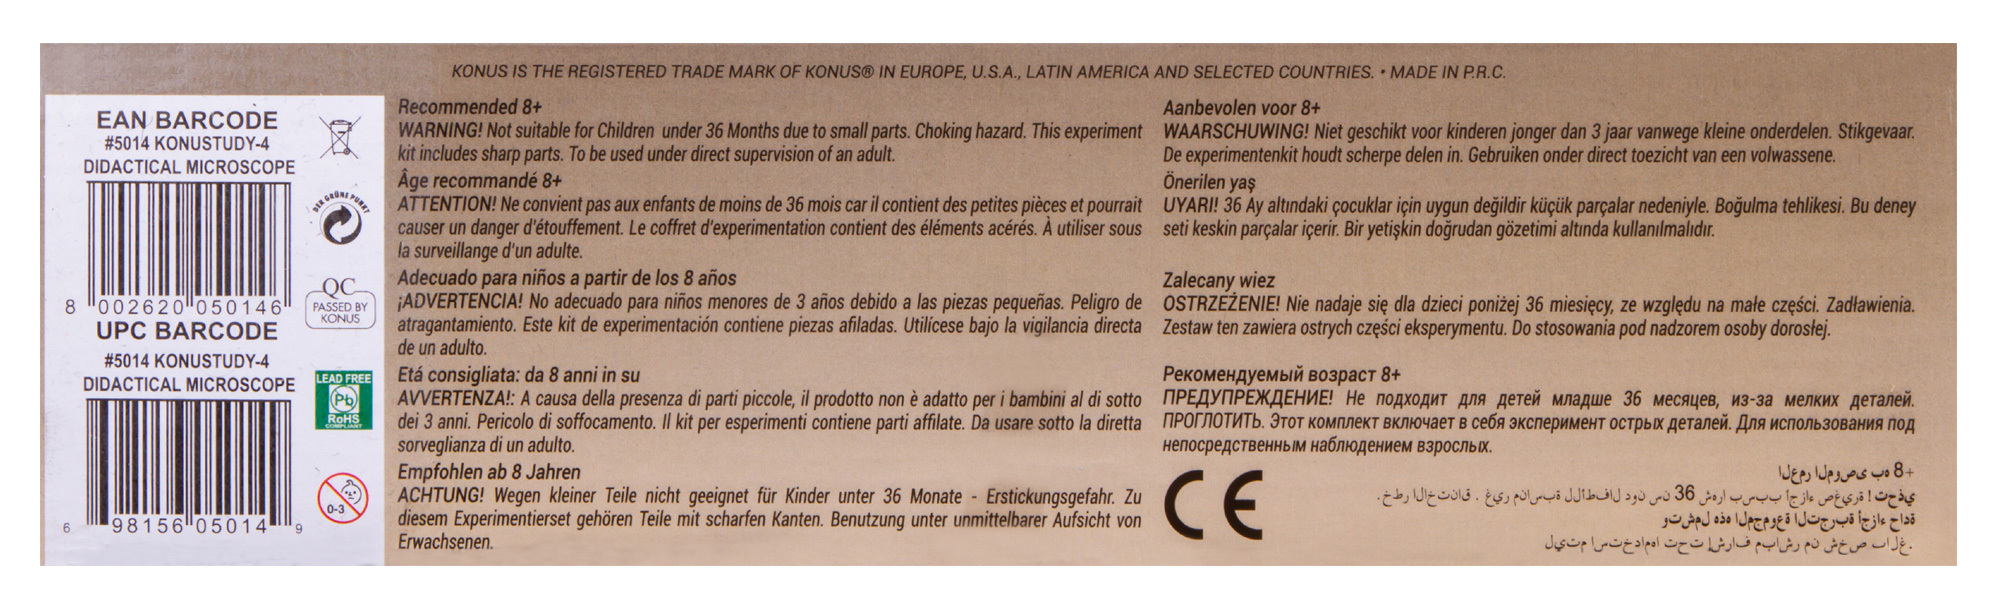 KONUS IS THE REGISTERED TRADE MARK OF KONUS® IN EUROPE, U.S.A., LATIN AMERICA AND SELECTED COUNTRIES. • MADE IN P.R.C.
EAN BARCODE
#5014 KONUSTUDY-4
DIDACTICAL MICROSCOPE
8 002620 050146
UPC BARCODE
#5014 KONUSTUDY-4
DIDACTICAL MICROSCOPE
6 98156 05014 9
DER GRÜNE PUNKT
QC
PASSED BY
KONUS
LEAD FREE
Pb
RoHS
COMPLIANT
0-3
Recommended 8+
WARNING! Not suitable for Children under 36 Months due to small parts. Choking hazard. This experiment
kit includes sharp parts. To be used under direct supervision of an adult.
Âge recommandé 8+
ATTENTION! Ne convient pas aux enfants de moins de 36 mois car il contient des petites pièces et pourrait
causer un danger d'étouffement. Le coffret d'experimentation contient des éléments acérés. À utiliser sous
la surveillange d'un adulte.
Adecuado para niños a partir de los 8 años
¡ADVERTENCIA! No adecuado para niños menores de 3 años debido a las piezas pequeñas. Peligro de
atragantamiento. Este kit de experimentación contiene piezas afiladas. Utilícese bajo la vigilancia directa
de un adulto.
Etá consigliata: da 8 anni in su
AVVERTENZA!: A causa della presenza di parti piccole, il prodotto non è adatto per i bambini al di sotto
dei 3 anni. Pericolo di soffocamento. Il kit per esperimenti contiene parti affilate. Da usare sotto la diretta
sorveglianza di un adulto.
Empfohlen ab 8 Jahren
ACHTUNG! Wegen kleiner Teile nicht geeignet für Kinder unter 36 Monate - Erstickungsgefahr. Zu
diesem Experimentierset gehören Teile mit scharfen Kanten. Benutzung unter unmittelbarer Aufsicht von
Erwachsenen.
Aanbevolen voor 8+
WAARSCHUWING! Niet geschikt voor kinderen jonger dan 3 jaar vanwege kleine onderdelen. Stikgevaar.
De experimentenkit houdt scherpe delen in. Gebruiken onder direct toezicht van een volwassene.
Önerilen yaş
UYARI! 36 Ay altındaki çocuklar için uygun değildir küçük parçalar nedeniyle. Boğulma tehlikesi. Bu deney
seti keskin parçalar içerir. Bir yetişkin doğrudan gözetimi altında kullanılmalıdır.
Zalecany wiez
OSTRZEŻENIE! Nie nadaje się dla dzieci poniżej 36 miesięcy, ze względu na małe części. Zadławienia.
Zestaw ten zawiera ostrych części eksperymentu. Do stosowania pod nadzorem osoby dorosłej.
Рекомендуемый возраст 8+
ПРЕДУПРЕЖДЕНИЕ! Не подходит для детей младше 36 месяцев, из-за мелких деталей.
ПРОГЛОТИТЬ. Этот комплект включает в себя эксперимент острых деталей. Для использования под
непосредственным наблюдением взрослых.
CE
8+
36